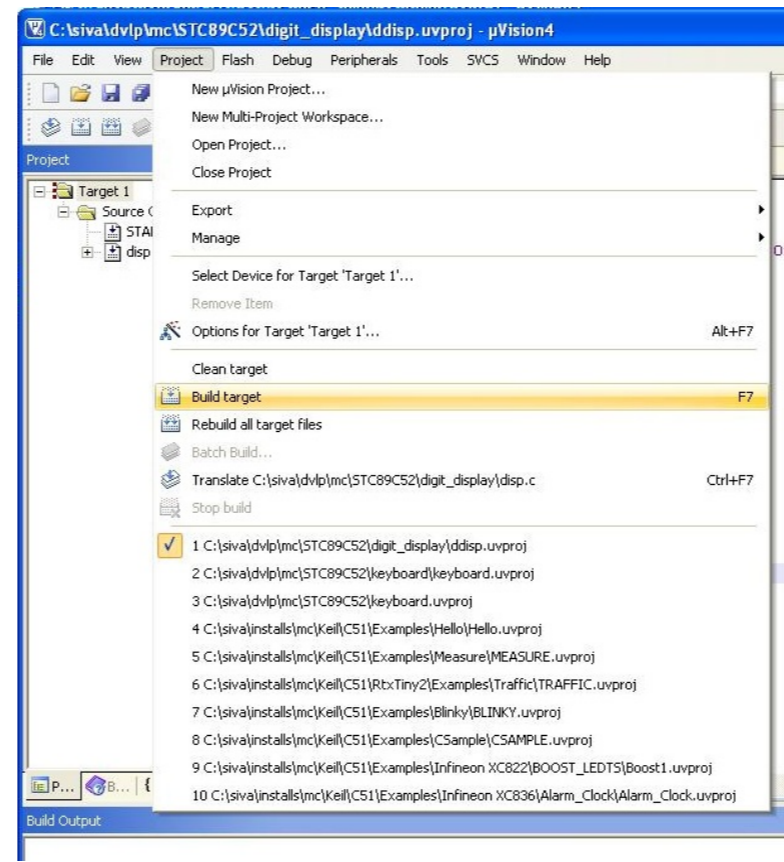 C:\siva\dvlp\mc\STC89C52\digit_display\ddisp.uvproj - µVision4
File Edit View Project Flash Debug Peripherals Tools SVCS Window Help
Project
Target 1
Source
disp
New µVision Project...
New Multi-Project Workspace...
Open Project...
Close Project
Export
Manage
Select Device for Target 'Target 1'...
Remove Item
Options for Target 'Target 1'... Alt+F7
Clean target
Build target F7
Rebuild all target files
Batch Build...
Translate C:\siva\dvlp\mc\STC89C52\digit_display\disp.c Ctrl+F7
Stop build
1 C:\siva\dvlp\mc\STC89C52\digit_display\ddisp.uvproj
2 C:\siva\dvlp\mc\STC89C52\keyboard\keyboard.uvproj
3 C:\siva\dvlp\mc\STC89C52\keyboard.uvproj
4 C:\siva\installs\mc\Keil\C51\Examples\Hello\Hello.uvproj
5 C:\siva\installs\mc\Keil\C51\Examples\Measure\MEASURE.uvproj
6 C:\siva\installs\mc\Keil\C51\RtxTiny2\Examples\Traffic\TRAFFIC.uvproj
7 C:\siva\installs\mc\Keil\C51\Examples\Blinky\BLINKY.uvproj
8 C:\siva\installs\mc\Keil\C51\Examples\CSample\CSAMPLE.uvproj
9 C:\siva\installs\mc\Keil\C51\Examples\Infineon XC822\BOOST_LEDTS\Boost1.uvproj
10 C:\siva\installs\mc\Keil\C51\Examples\Infineon XC836\Alarm_Clock\Alarm_Clock.uvproj
P... B... {
Build Output